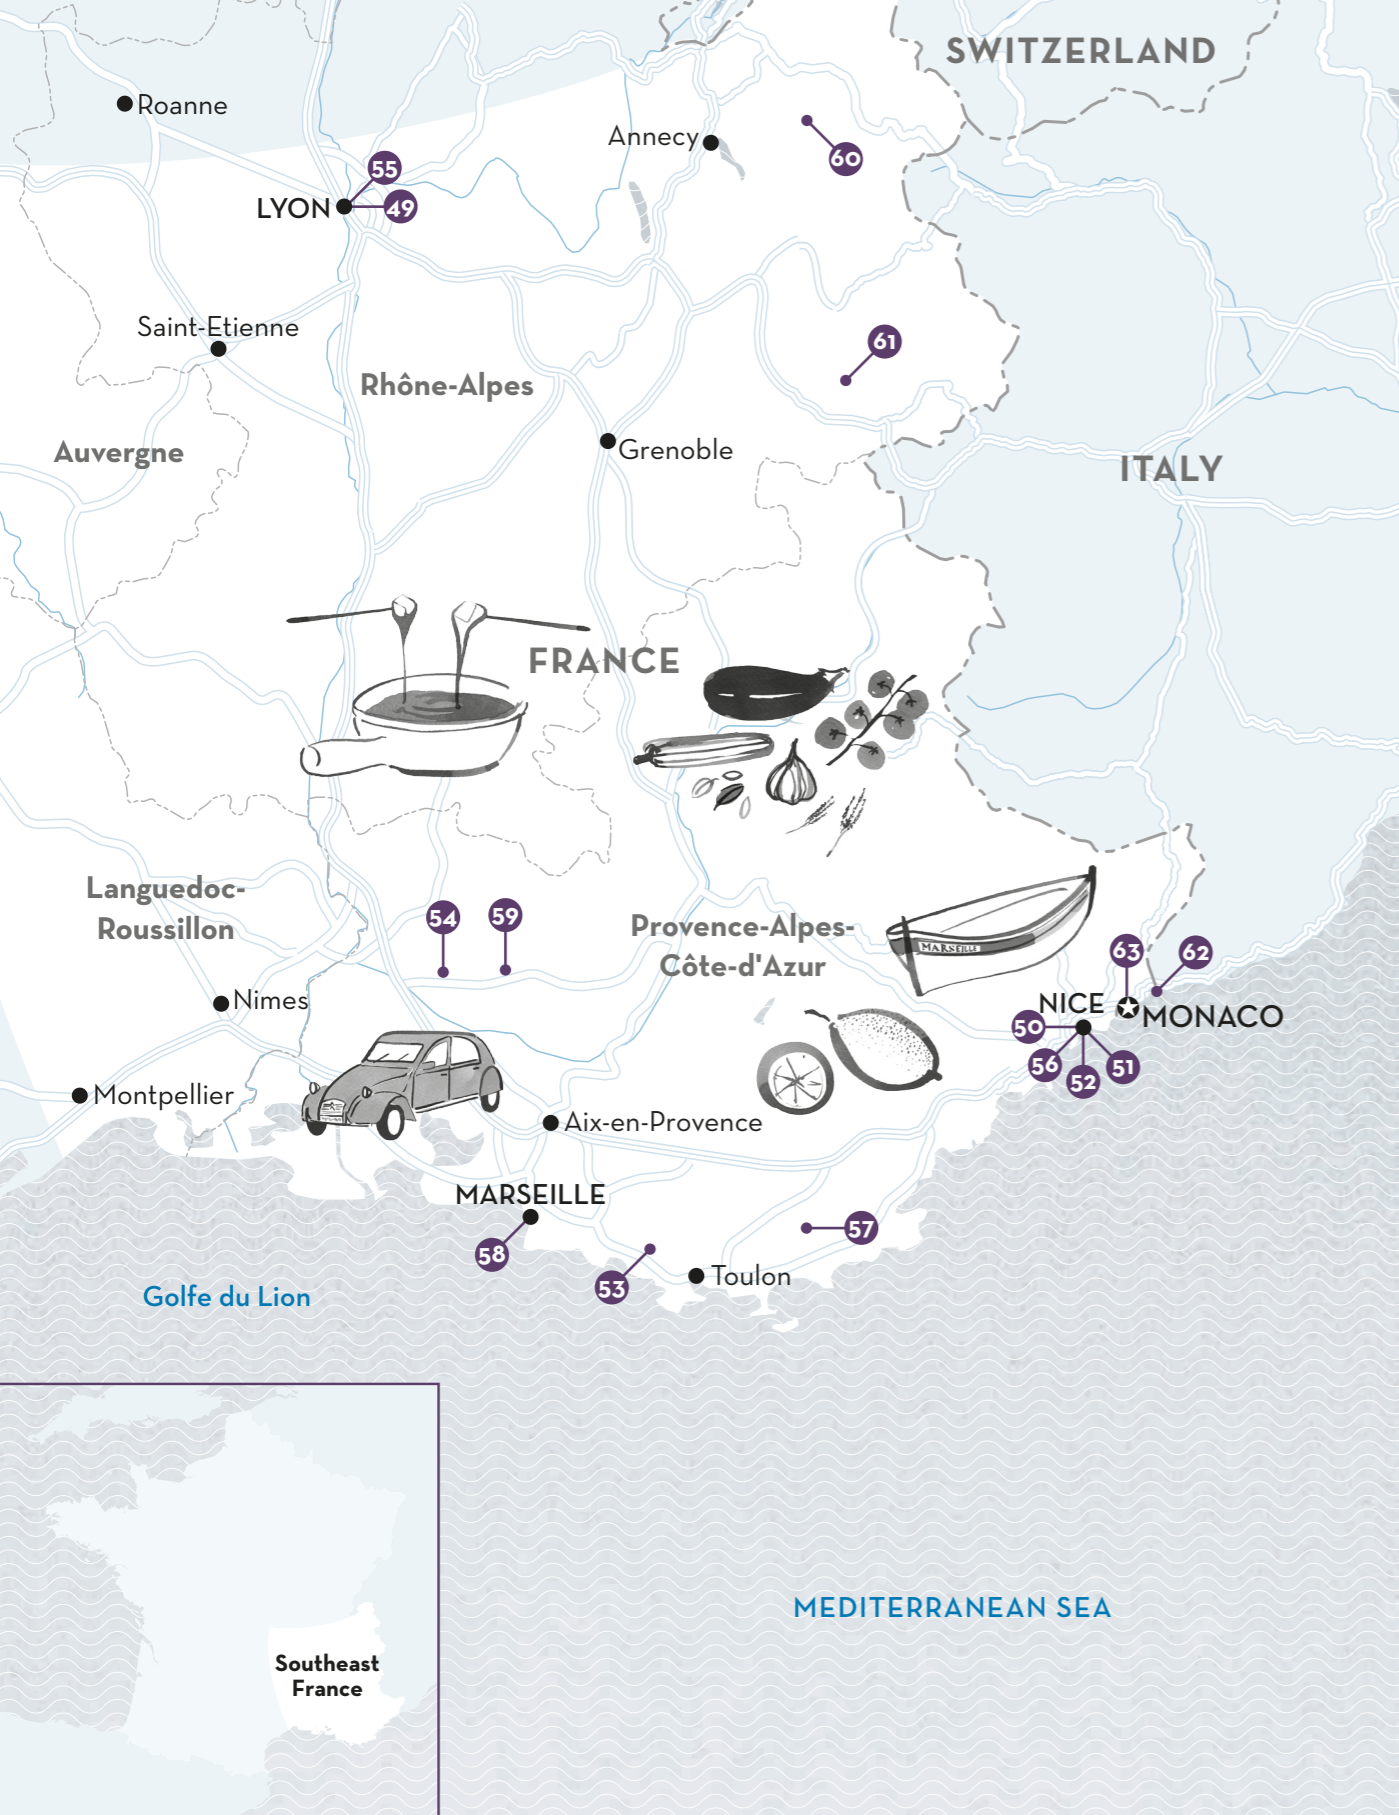 SWITZERLAND
Roanne
Annecy
60
55
LYON
49
Saint-Etienne
61
Rhône-Alpes
Auvergne
Grenoble
ITALY
FRANCE
Languedoc-
Roussillon
54
59
Provence-Alpes-
Côte-d'Azur
MARSEILLE
63
62
Nimes
NICE
MONACO
50
56
52
51
Montpellier
Aix-en-Provence
MARSEILLE
58
57
53
Toulon
Golfe du Lion
MEDITERRANEAN SEA
Southeast
France